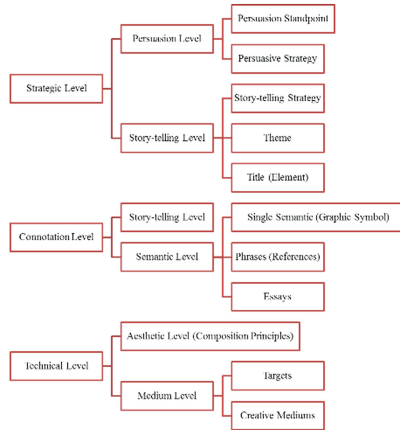 Persuasion Standpoint
Persuasion Level
Persuasive Strategy
Strategic Level
Story-telling Strategy
Story-telling Level
Theme
Title (Element)
Story-telling Level
Single Semantic (Graphic Symbol)
Connotation Level
Semantic Level
Phrases (References)
Essays
Aesthetic Level (Composition Principles)
Technical Level
Targets
Medium Level
Creative Mediums